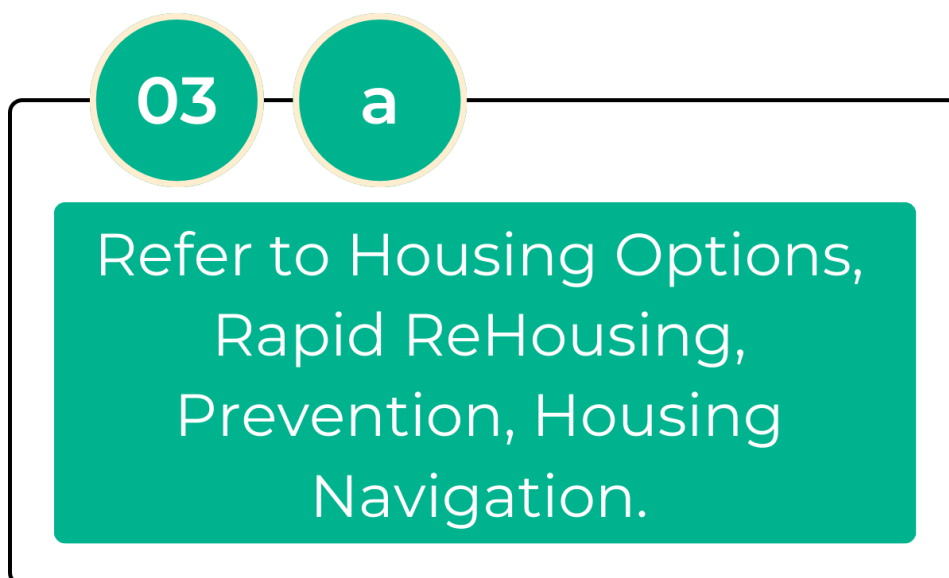 03 a
Refer to Housing Options,
Rapid ReHousing,
Prevention, Housing
Navigation.